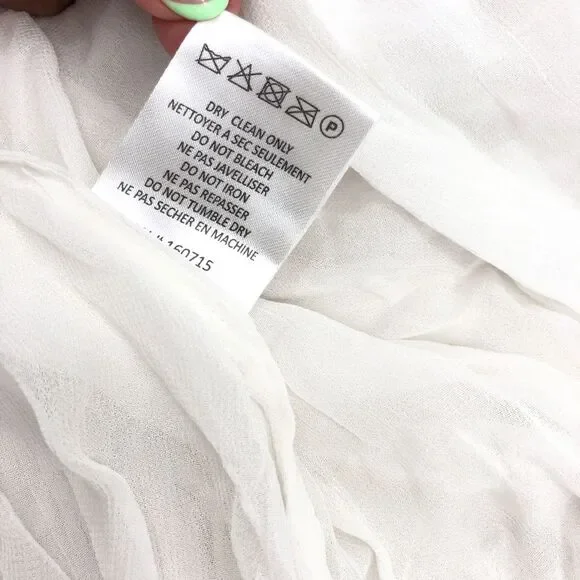 P
DRY CLEAN ONLY
NETTOYER A SEC SEULEMENT
DO NOT BLEACH
NE PAS JAVELLISER
DO NOT IRON
NE PAS REPASSER
DO NOT TUMBLE DRY
NE PAS SECHER EN MACHINE
160715